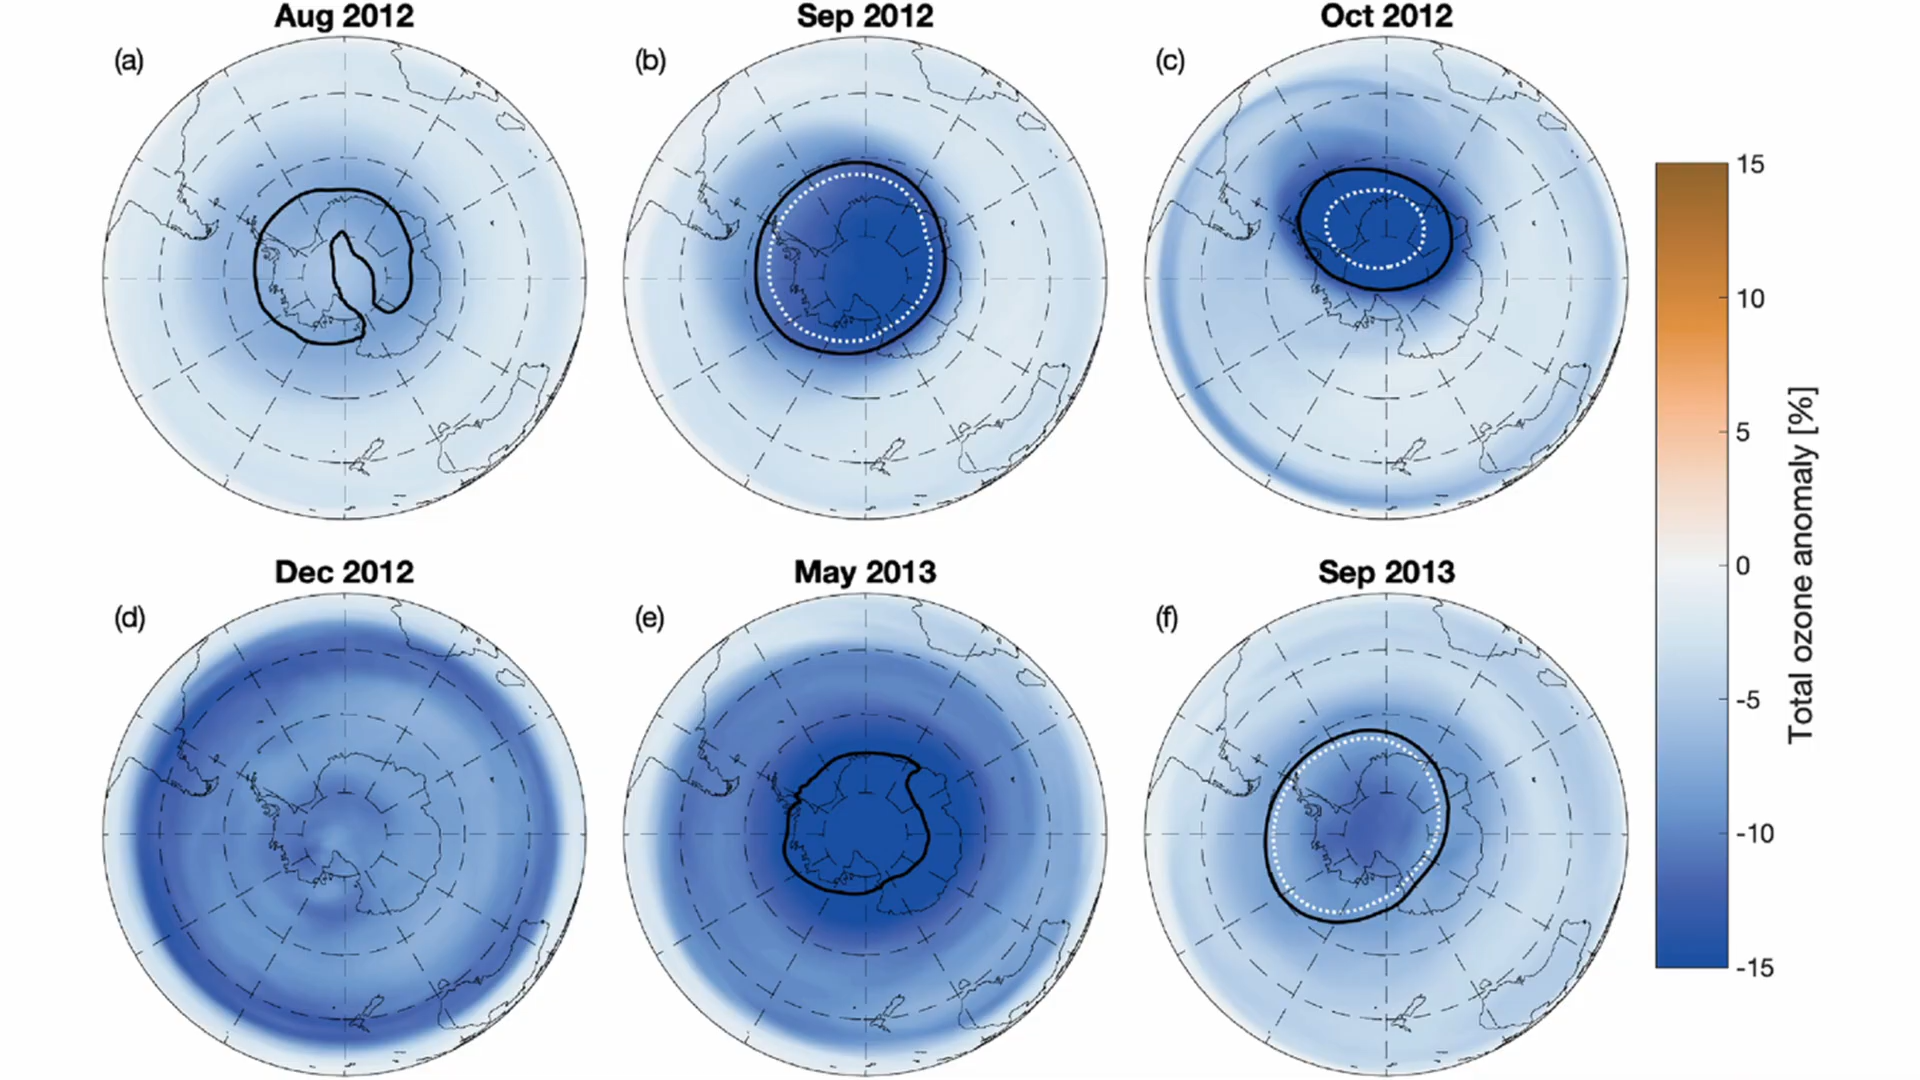 Aug 2012
Sep 2012
Oct 2012
(a)
(b)
(c)
Dec 2012
May 2013
Sep 2013
(d)
(e)
(f)
15
10
5
0
-5
-10
-15
Total ozone anomaly [%]